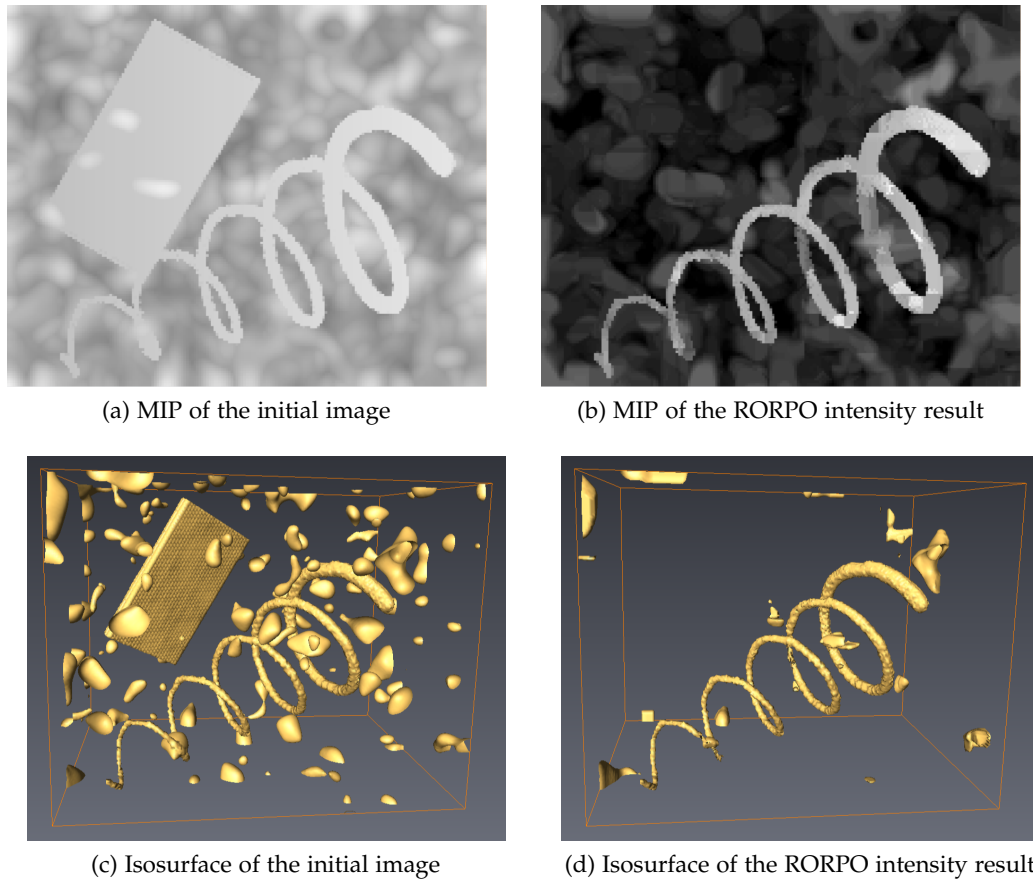 (a) MIP of the initial image
(b) MIP of the RORPO intensity result
(c) Isosurface of the initial image
(d) Isosurface of the RORPO intensity result